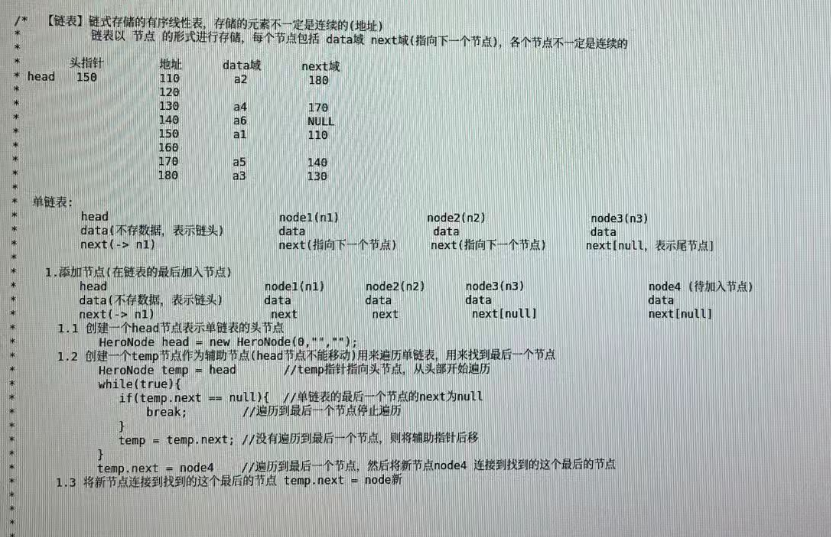 /*  【链表】链式存储的有序线性表, 存储的元素不一定是连续的(地址)
*       链表以 节点 的形式进行存储, 每个节点包括 data域 next域(指向下一个节点), 各个节点不一定是连续的
*
*       头指针     地址     data域     next域
* head   150      110      a2        180
*                 120
*                 130      a4        170
*                 140      a6        NULL
*                 150      a1        110
*                 160
*                 170      a5        140
*                 180      a3        130
*
*  单链表:
*       head     node1(n1)     node2(n2)     node3(n3)
*       data(不存数据, 表示链头)     data     data     data
*       next(-> n1)     next(指向下一个节点)     next(指向下一个节点)     next[null, 表示尾节点]
*
*    1.添加节点(在链表的最后加入节点)
*       head     node1(n1)     node2(n2)     node3(n3)     node4 (待加入节点)
*       data(不存数据, 表示链头)     data     data     data     data
*       next(-> n1)     next     next     next[null]     next[null]
*      1.1 创建一个head节点表示单链表的头节点
*           HeroNode head = new HeroNode(0,"","");
*      1.2 创建一个temp节点作为辅助节点(head节点不能移动)用来遍历单链表, 用来找到最后一个节点
*           HeroNode temp = head     //temp指针指向头节点, 从头部开始遍历
*           while(true){
*              if(temp.next == null){  //单链表的最后一个节点的next为null
*                  break;        //遍历到最后一个节点停止遍历
*              }
*              temp = temp.next; //没有遍历到最后一个节点, 则将辅助指针后移
*           }
*           temp.next = node4    //遍历到最后一个节点, 然后将新节点node4 连接到找到的这个最后的节点
*      1.3 将新节点连接到找到的这个最后的节点 temp.next = node新
*
*
*